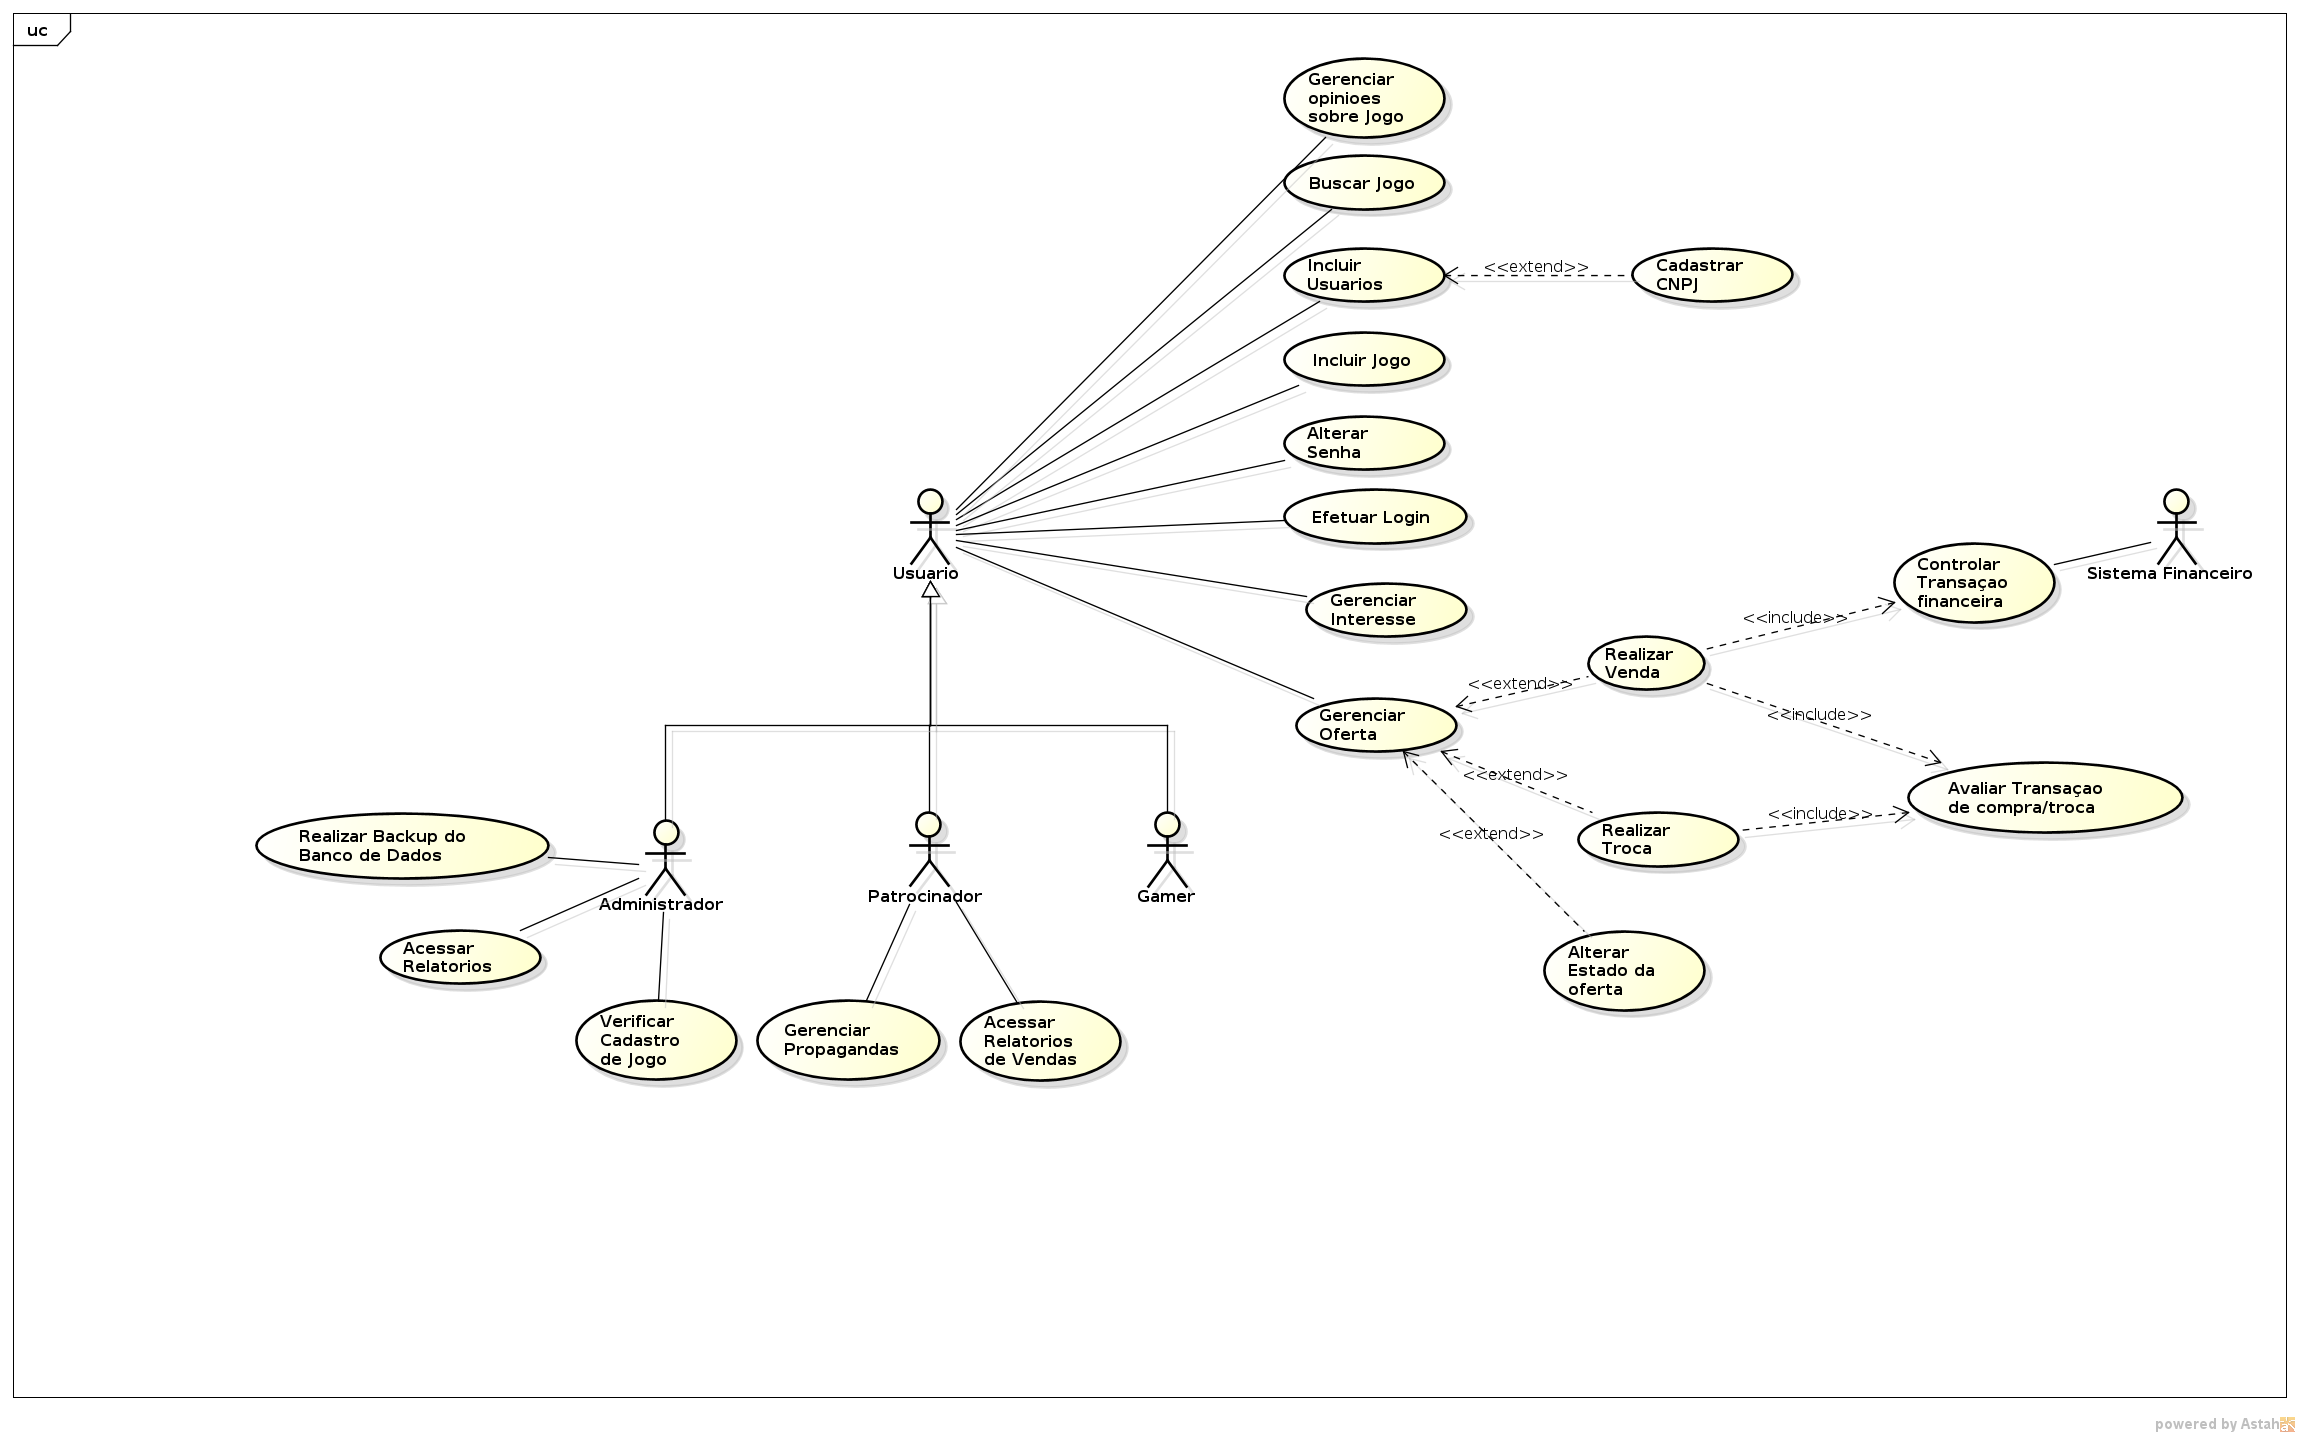 uc
Gerenciar
opinioes
sobre Jogo
Buscar Jogo
Incluir
Usuarios
<<extend>>
Cadastrar
CNPJ
Incluir Jogo
Alterar
Senha
Efetuar Login
Usuario
Gerenciar
Interesse
Controlar
Transaçao
financeira
Sistema Financeiro
<<include>>
Realizar
Venda
<<extend>>
Gerenciar
Oferta
<<include>>
<<extend>>
Avaliar Transaçao
de compra/troca
<<include>>
Realizar
Troca
<<extend>>
Alterar
Estado da
oferta
Realizar Backup do
Banco de Dados
Administrador
Patrocinador
Gamer
Acessar
Relatorios
Verificar
Cadastro
de Jogo
Gerenciar
Propagandas
Acessar
Relatorios
de Vendas
powered by Astah